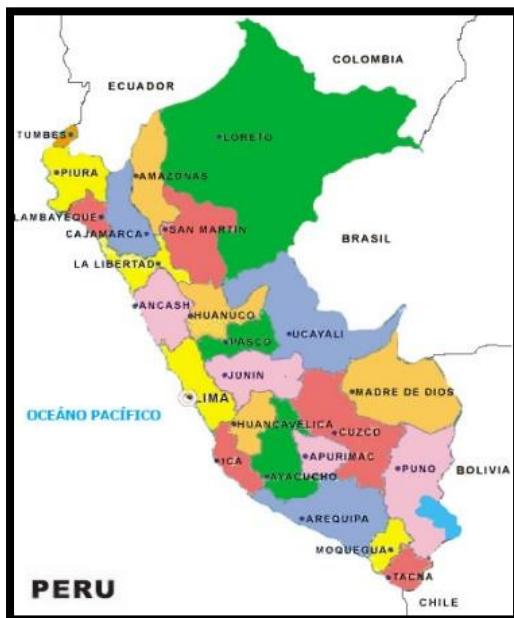 COLOMBIA
ECUADOR
TUMBES
LORETO
PIURA
AMAZONAS
LAMBAYEQUE
SAN MARTIN
CAJAMARCA
BRASIL
LA LIBERTAD
ANCASH
HUANUCO
UCAYALI
PASCO
JUNIN
MADRE DE DIOS
LIMA
OCEÁNO PACÍFICO
HUANCAVELICA
CUZCO
APURIMAC
ICA
PUNO
BOLIVIA
AYACUCHO
AREQUIPA
MOQUEGUA
TACNA
PERU
CHILE